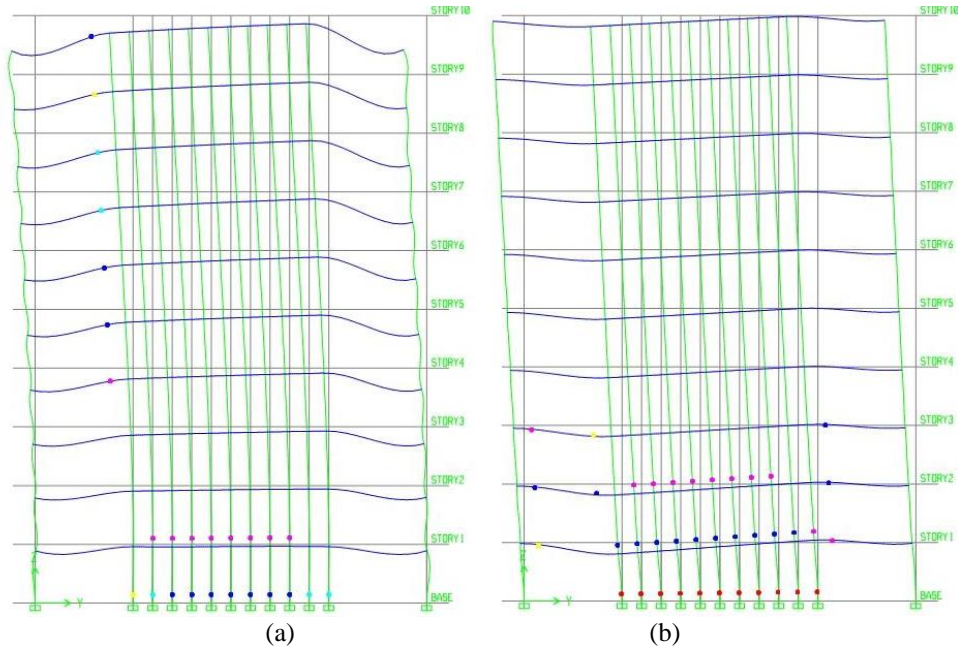 STORY10 STORY10
STORY9 STORY9
STORY8 STORY8
STORY7 STORY7
STORY6 STORY6
STORY5 STORY5
STORY4 STORY4
STORY3 STORY3
STORY2 STORY2
STORY1 STORY1
Z Z
Y BASE Y BASE
(a) (b)